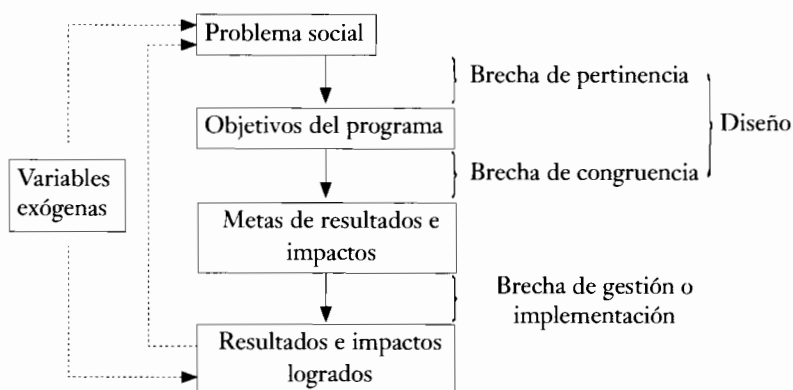 Problema social
Brecha de pertinencia
Objetivos del programa
Diseño
Brecha de congruencia
Variables
exógenas
Metas de resultados e
impactos
Brecha de gestión o
implementación
Resultados e impactos
logrados